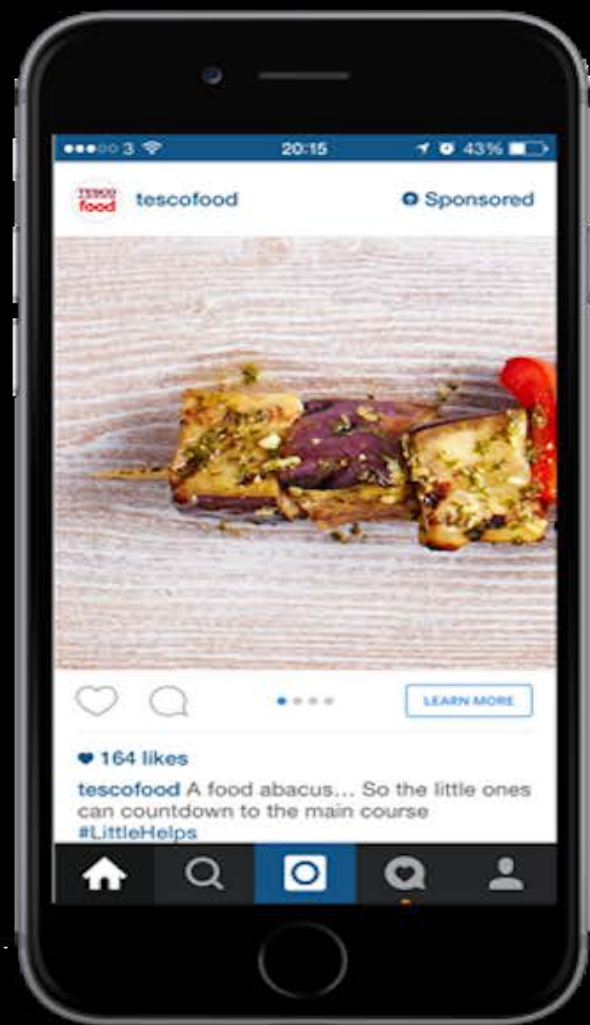 3 20:15 43%
TESCO
food
tescofood Sponsored
LEARN MORE
164 likes
tescofood A food abacus... So the little ones
can countdown to the main course
#LittleHelps